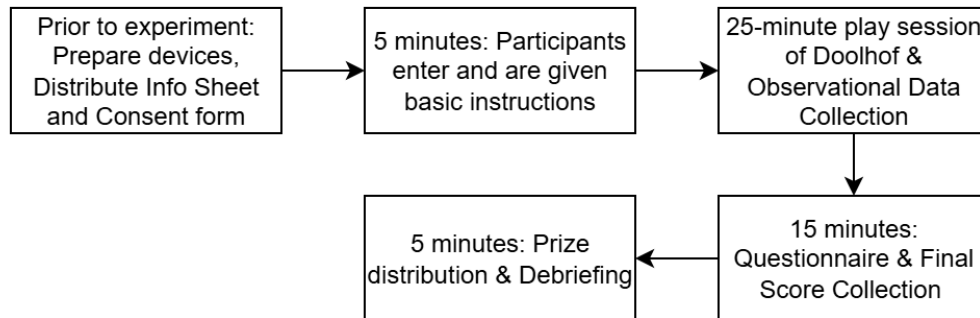 Prior to experiment:
Prepare devices,
Distribute Info Sheet
and Consent form
5 minutes: Participants
enter and are given
basic instructions
25-minute play session
of Doolhof &
Observational Data
Collection
15 minutes:
Questionnaire & Final
Score Collection
5 minutes: Prize
distribution & Debriefing